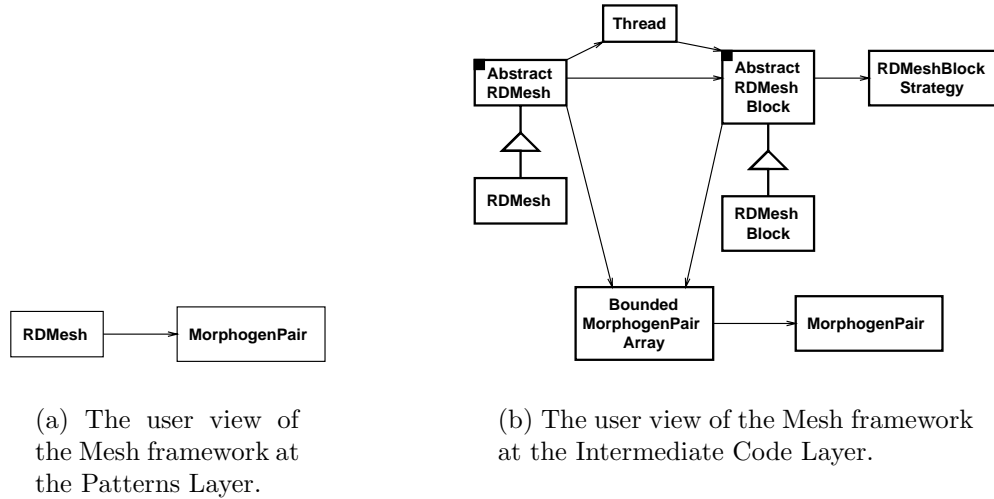 Thread
Abstract
RDMesh
Abstract
RDMesh
Block
RDMeshBlock
Strategy
RDMesh
RDMesh
Block
RDMesh
MorphogenPair
Bounded
MorphogenPair
Array
MorphogenPair
(a) The user view of
the Mesh framework at
the Patterns Layer.
(b) The user view of the Mesh framework
at the Intermediate Code Layer.